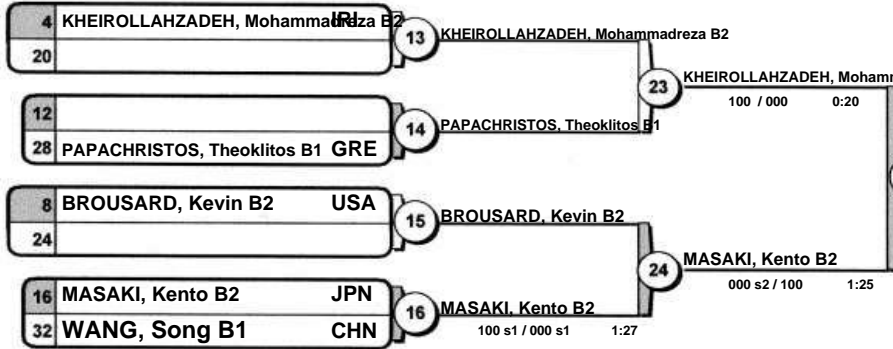 4 KHEIROLLAHZADEH, Mohammadreza B2 IRI
20
13 KHEIROLLAHZADEH, Mohammadreza B2
12
28 PAPACHRISTOS, Theoklitos B1 GRE
14 PAPACHRISTOS, Theoklitos B1
23 KHEIROLLAHZADEH, Mohamm
100 / 000 0:20
8 BROUSARD, Kevin B2 USA
24
15 BROUSARD, Kevin B2
16 MASAKI, Kento B2 JPN
32 WANG, Song B1 CHN
16 MASAKI, Kento B2
100 s1 / 000 s1 1:27
24 MASAKI, Kento B2
000 s2 / 100 1:25